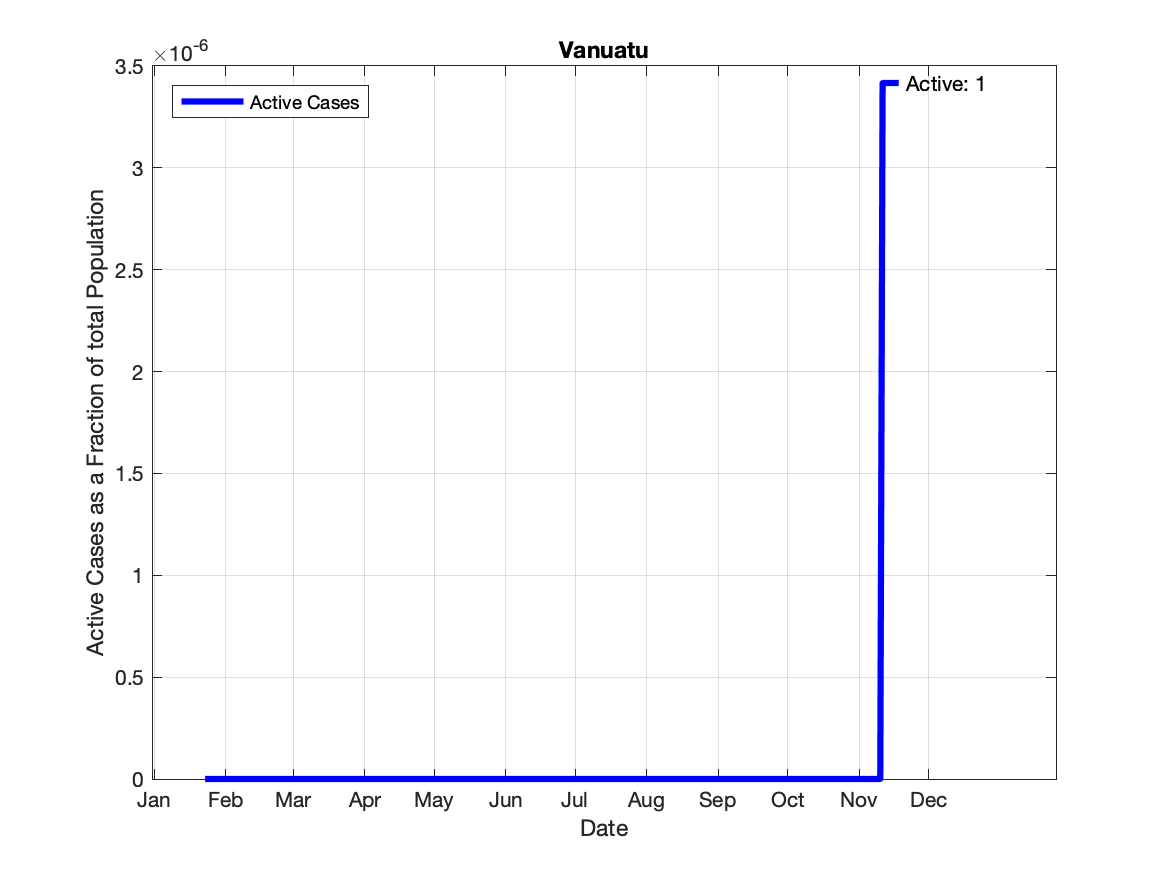 Vanuatu
×10-6
3.5
3
2.5
2
1.5
1
0.5
0
Active Cases as a Fraction of total Population
Active Cases
Active: 1
Jan Feb Mar Apr May Jun Jul Aug Sep Oct Nov Dec
Date